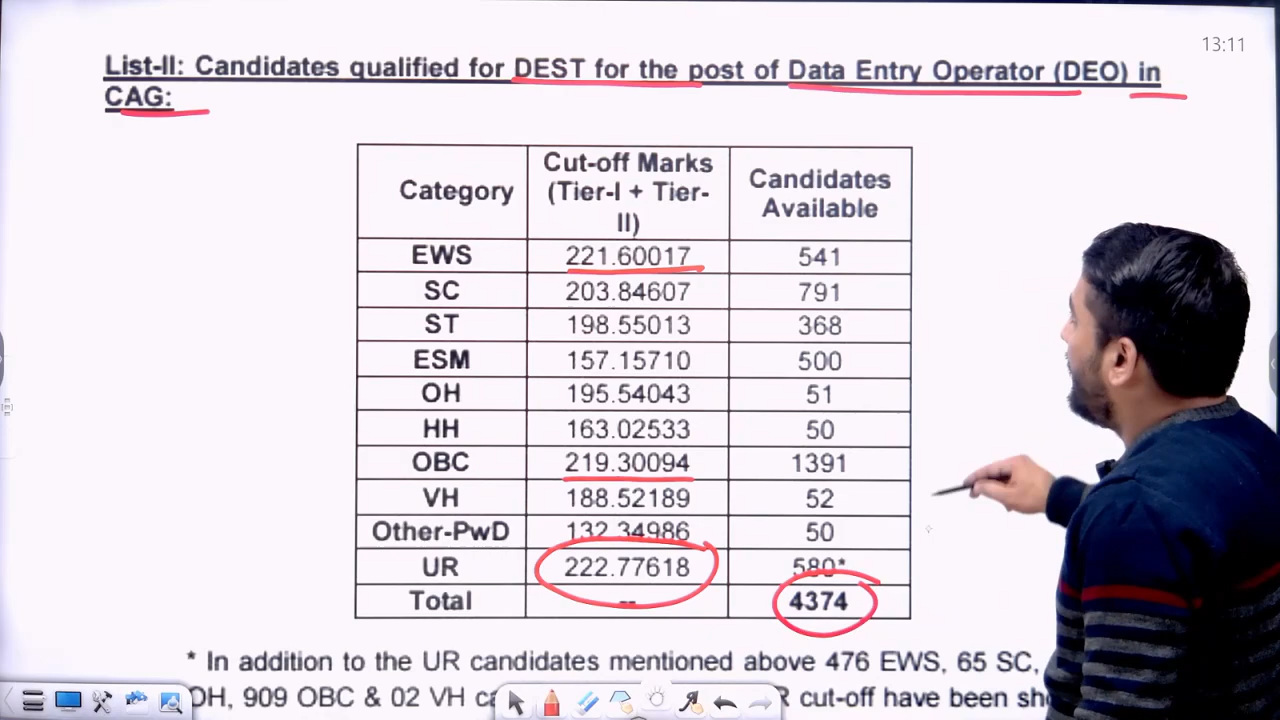 13:11
List-II: Candidates qualified for DEST for the post of Data Entry Operator (DEO) in
CAG:
Category Cut-off Marks (Tier-I + Tier-II) Candidates Available
EWS 221.60017 541
SC 203.84607 791
ST 198.55013 368
ESM 157.15710 500
OH 195.54043 51
HH 163.02533 50
OBC 219.30094 1391
VH 188.52189 52
Other-PwD 132.34986 50
UR 222.77618 580*
Total -- 4374
* In addition to the UR candidates mentioned above 476 EWS, 65 SC,
OH, 909 OBC & 02 VH cut-off have been